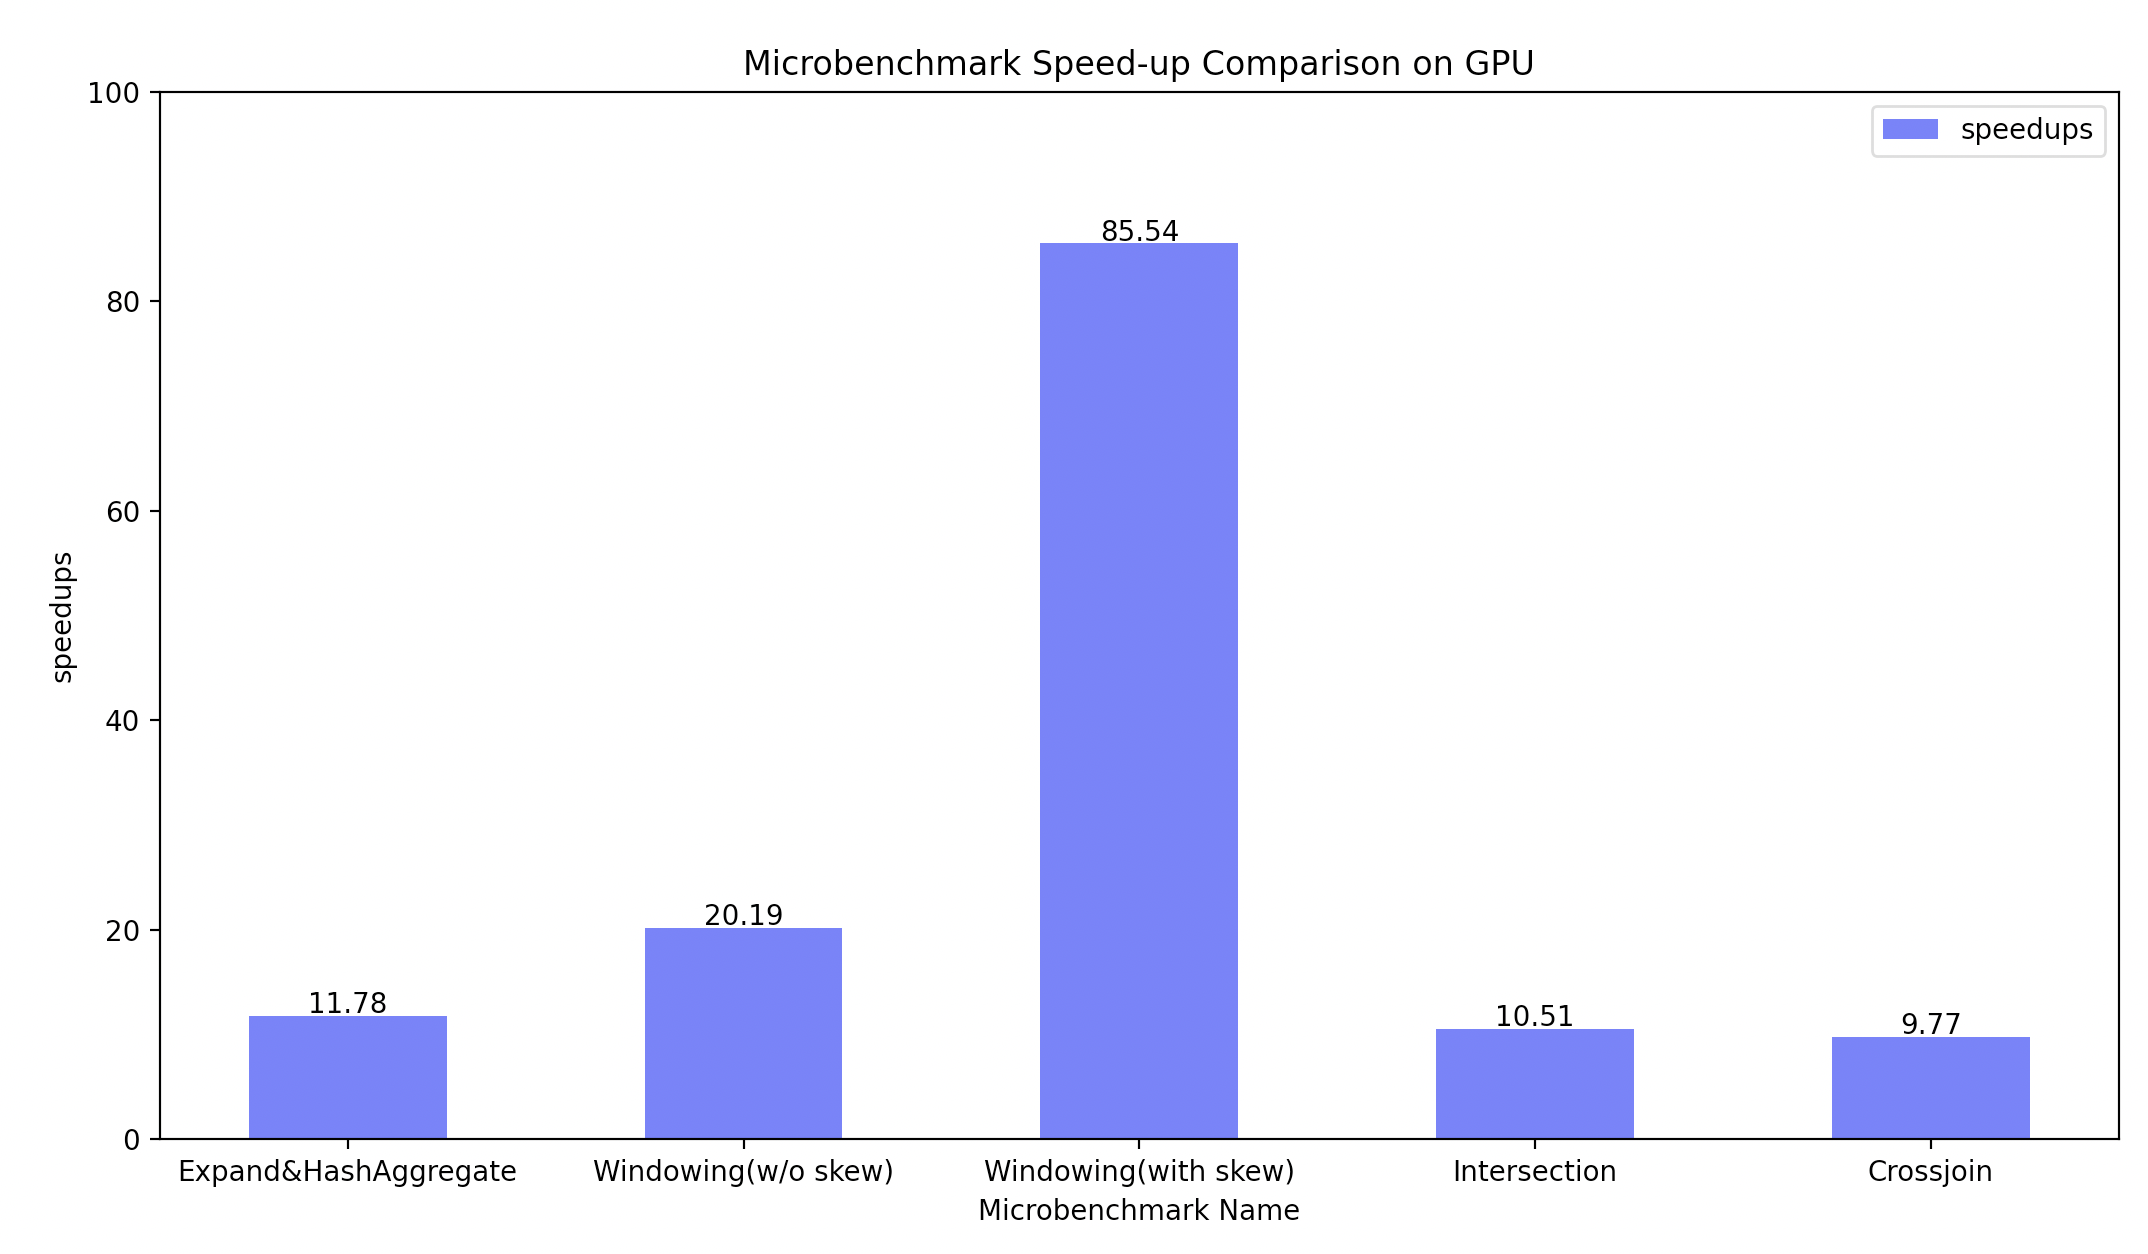 Microbenchmark Speed-up Comparison on GPU
speedups
100
80
60
40
20
0
speedups
11.78
20.19
85.54
10.51
9.77
Expand&HashAggregate
Windowing(w/o skew)
Windowing(with skew)
Intersection
Crossjoin
Microbenchmark Name